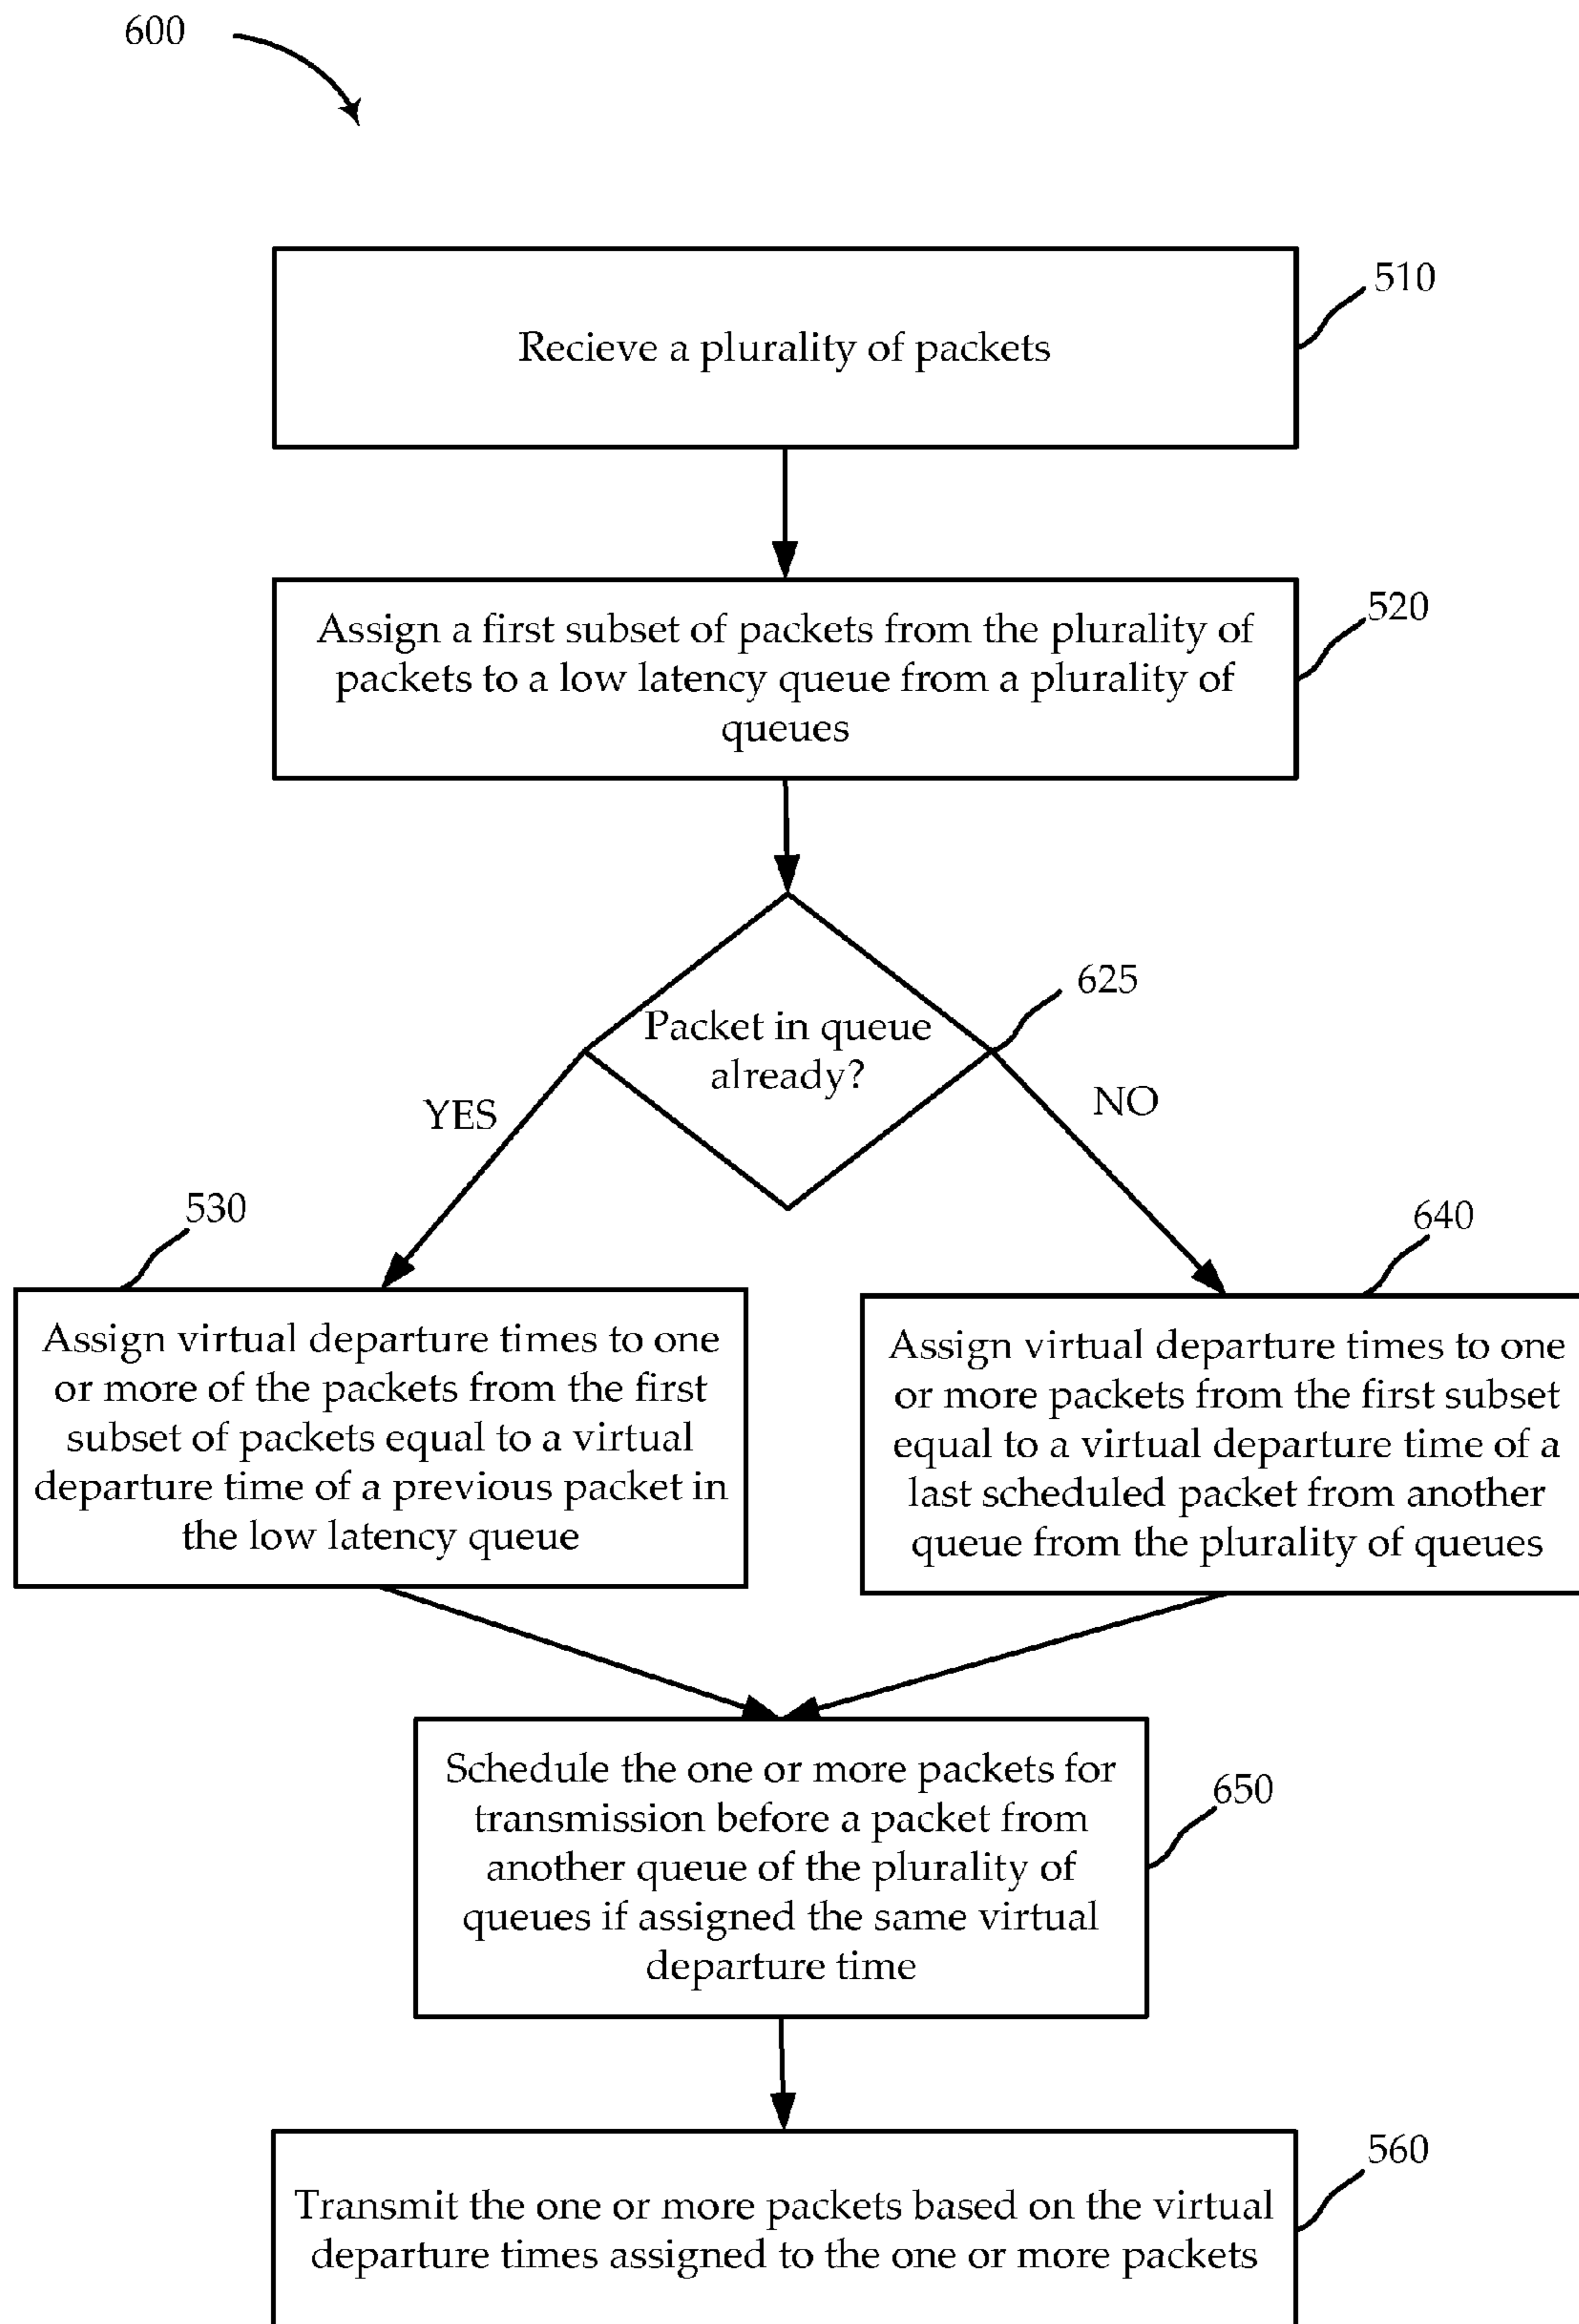 600
Recieve a plurality of packets
510
Assign a first subset of packets from the plurality of
packets to a low latency queue from a plurality of
queues
520
Packet in queue
already?
625
YES
NO
530
Assign virtual departure times to one
or more of the packets from the first
subset of packets equal to a virtual
departure time of a previous packet in
the low latency queue
640
Assign virtual departure times to one
or more packets from the first subset
equal to a virtual departure time of a
last scheduled packet from another
queue from the plurality of queues
Schedule the one or more packets for
transmission before a packet from
another queue of the plurality of
queues if assigned the same virtual
departure time
650
Transmit the one or more packets based on the virtual
departure times assigned to the one or more packets
560